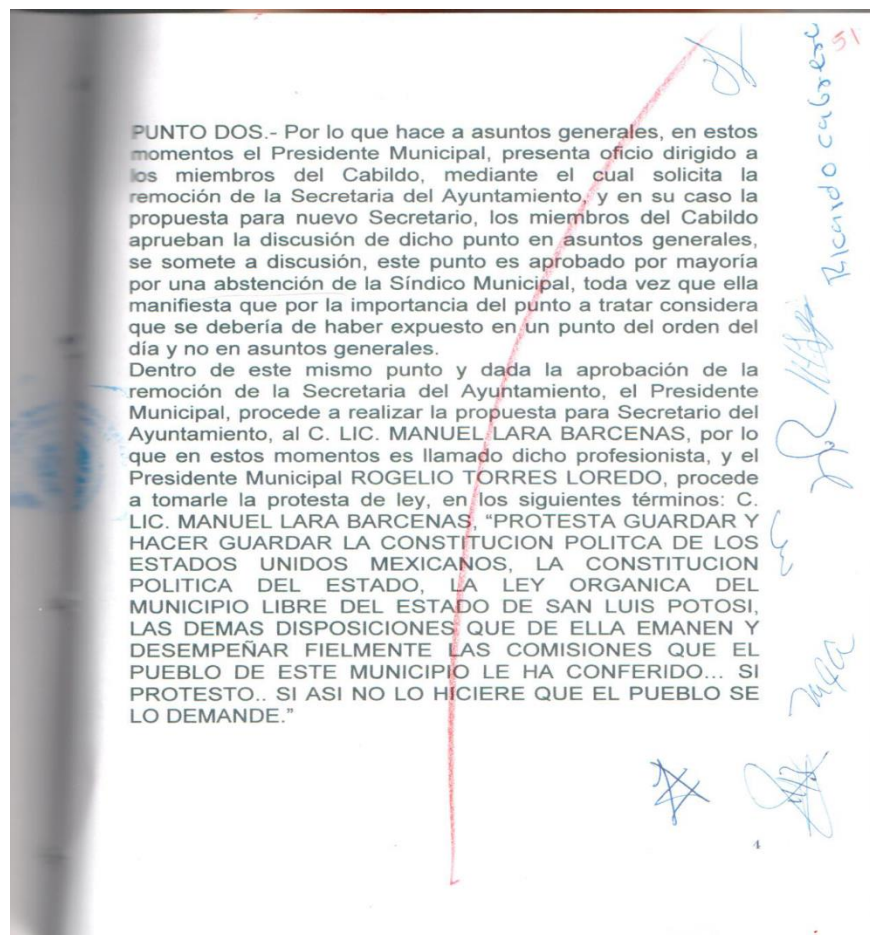 51
Ricardo cabrera
PUNTO DOS.- Por lo que hace a asuntos generales, en estos
momentos el Presidente Municipal, presenta oficio dirigido a
los miembros del Cabildo, mediante el cual solicita la
remoción de la Secretaria del Ayuntamiento, y en su caso la
propuesta para nuevo Secretario, los miembros del Cabildo
aprueban la discusión de dicho punto en asuntos generales,
se somete a discusión, este punto es aprobado por mayoría
por una abstención de la Síndico Municipal, toda vez que ella
manifiesta que por la importancia del punto a tratar considera
que se debería de haber expuesto en un punto del orden del
día y no en asuntos generales.
Dentro de este mismo punto y dada la aprobación de la
remoción de la Secretaria del Ayuntamiento, el Presidente
Municipal, procede a realizar la propuesta para Secretario del
Ayuntamiento, al C. LIC. MANUEL LARA BARCENAS, por lo
que en estos momentos es llamado dicho profesionista, y el
Presidente Municipal ROGELIO TORRES LOREDO, procede
a tomarle la protesta de ley, en los siguientes términos: C.
LIC. MANUEL LARA BARCENAS, “PROTESTA GUARDAR Y
HACER GUARDAR LA CONSTITUCION POLITCA DE LOS
ESTADOS UNIDOS MEXICANOS, LA CONSTITUCION
POLITICA DEL ESTADO, LA LEY ORGANICA DEL
MUNICIPIO LIBRE DEL ESTADO DE SAN LUIS POTOSI,
LAS DEMAS DISPOSICIONES QUE DE ELLA EMANEN Y
DESEMPEÑAR FIELMENTE LAS COMISIONES QUE EL
PUEBLO DE ESTE MUNICIPIO LE HA CONFERIDO... SI
PROTESTO.. SI ASI NO LO HICIERE QUE EL PUEBLO SE
LO DEMANDE.”
4